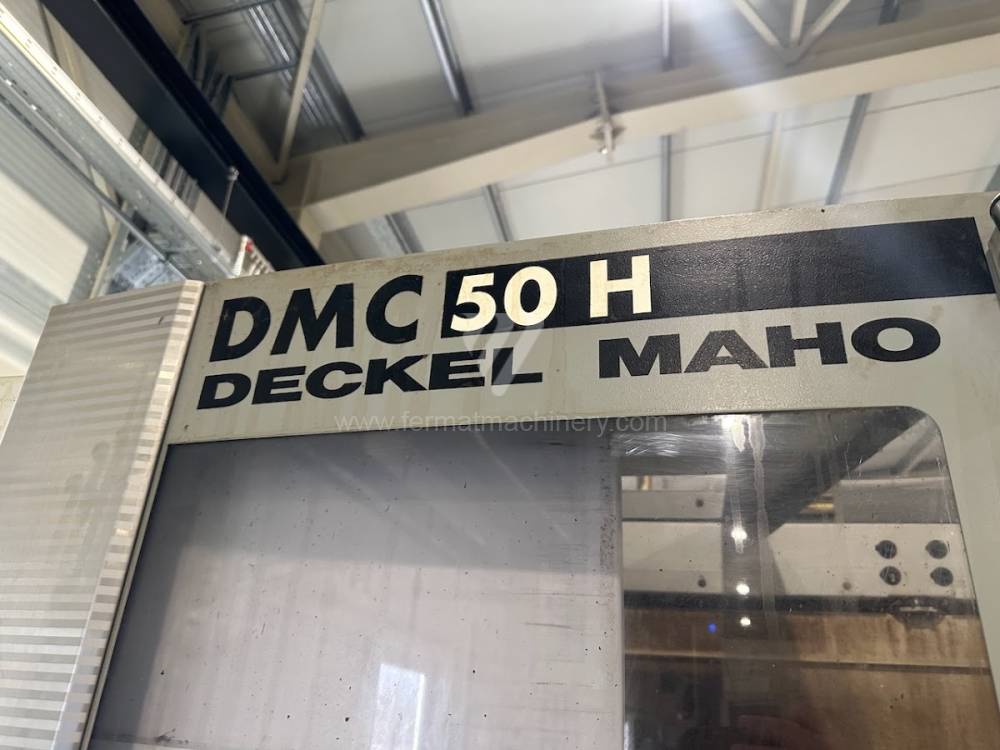 DMC 50 H
DECKEL MAHO
www.fermatmachinery.com